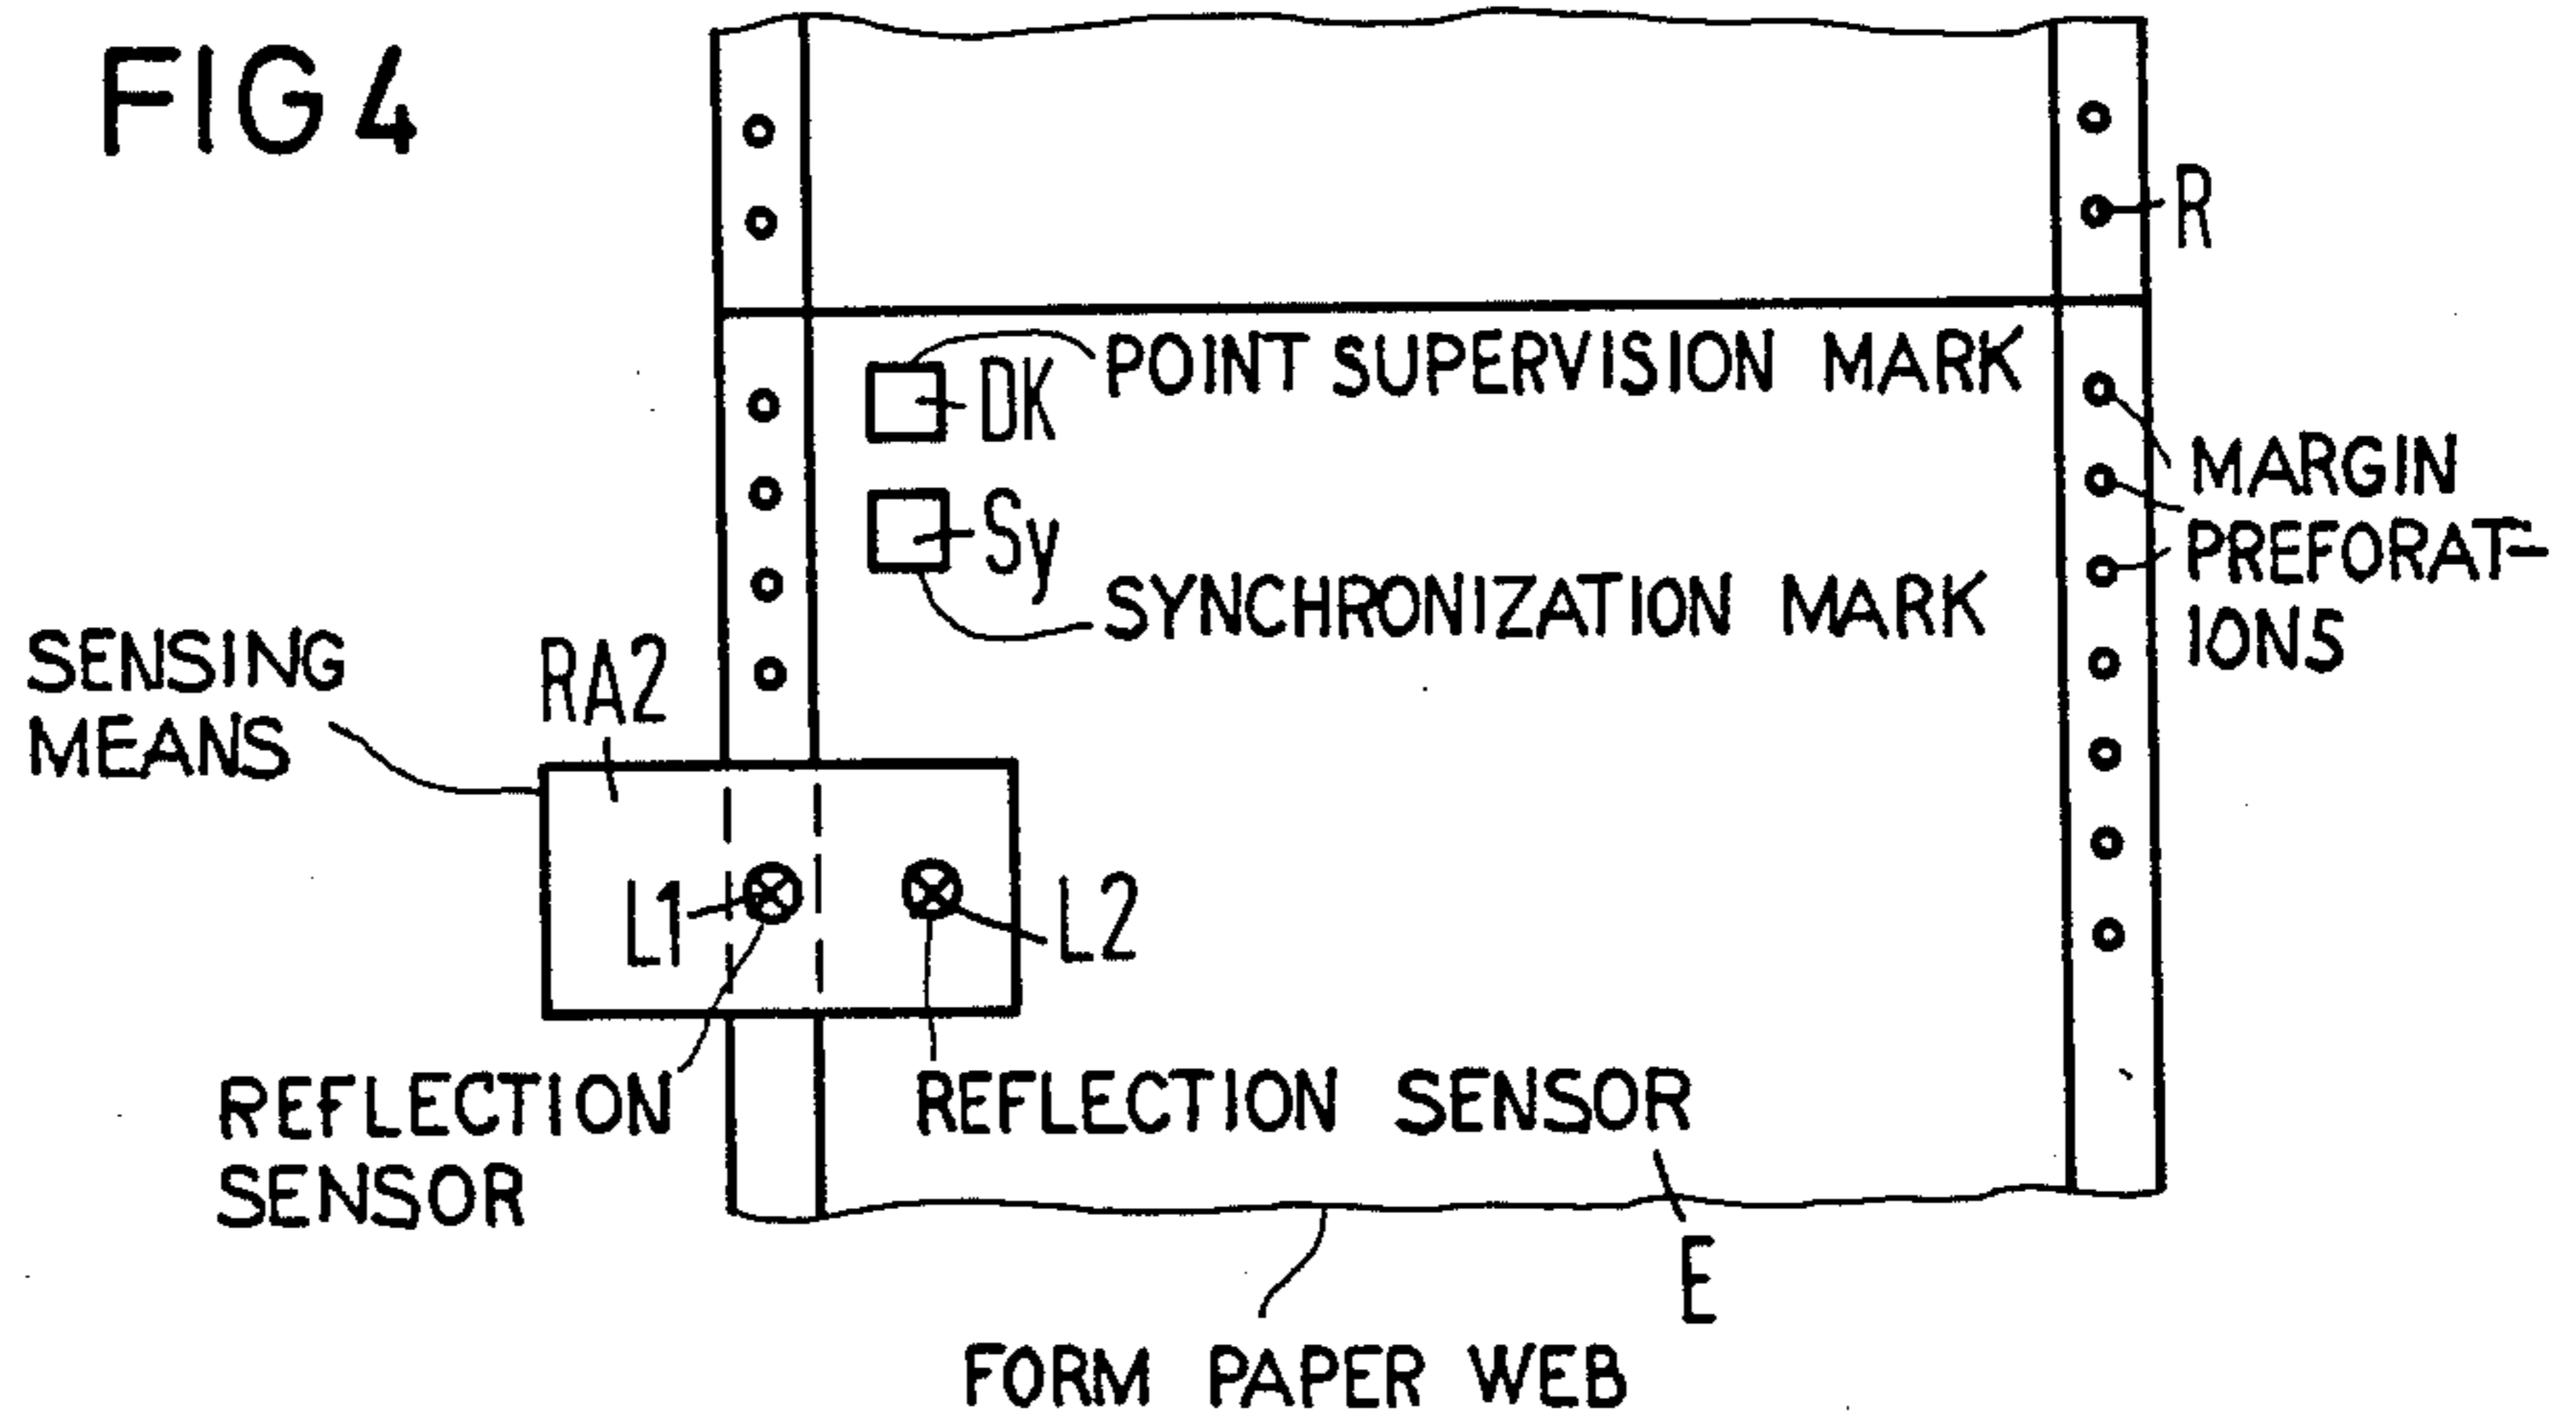 FIG 4
R
POINT SUPERVISION MARK
DK
MARGIN
PREFORAT-
IONS
Sy
SYNCHRONIZATION MARK
SENSING
MEANS
RA2
L1
L2
REFLECTION
SENSOR
REFLECTION SENSOR
E
FORM PAPER WEB